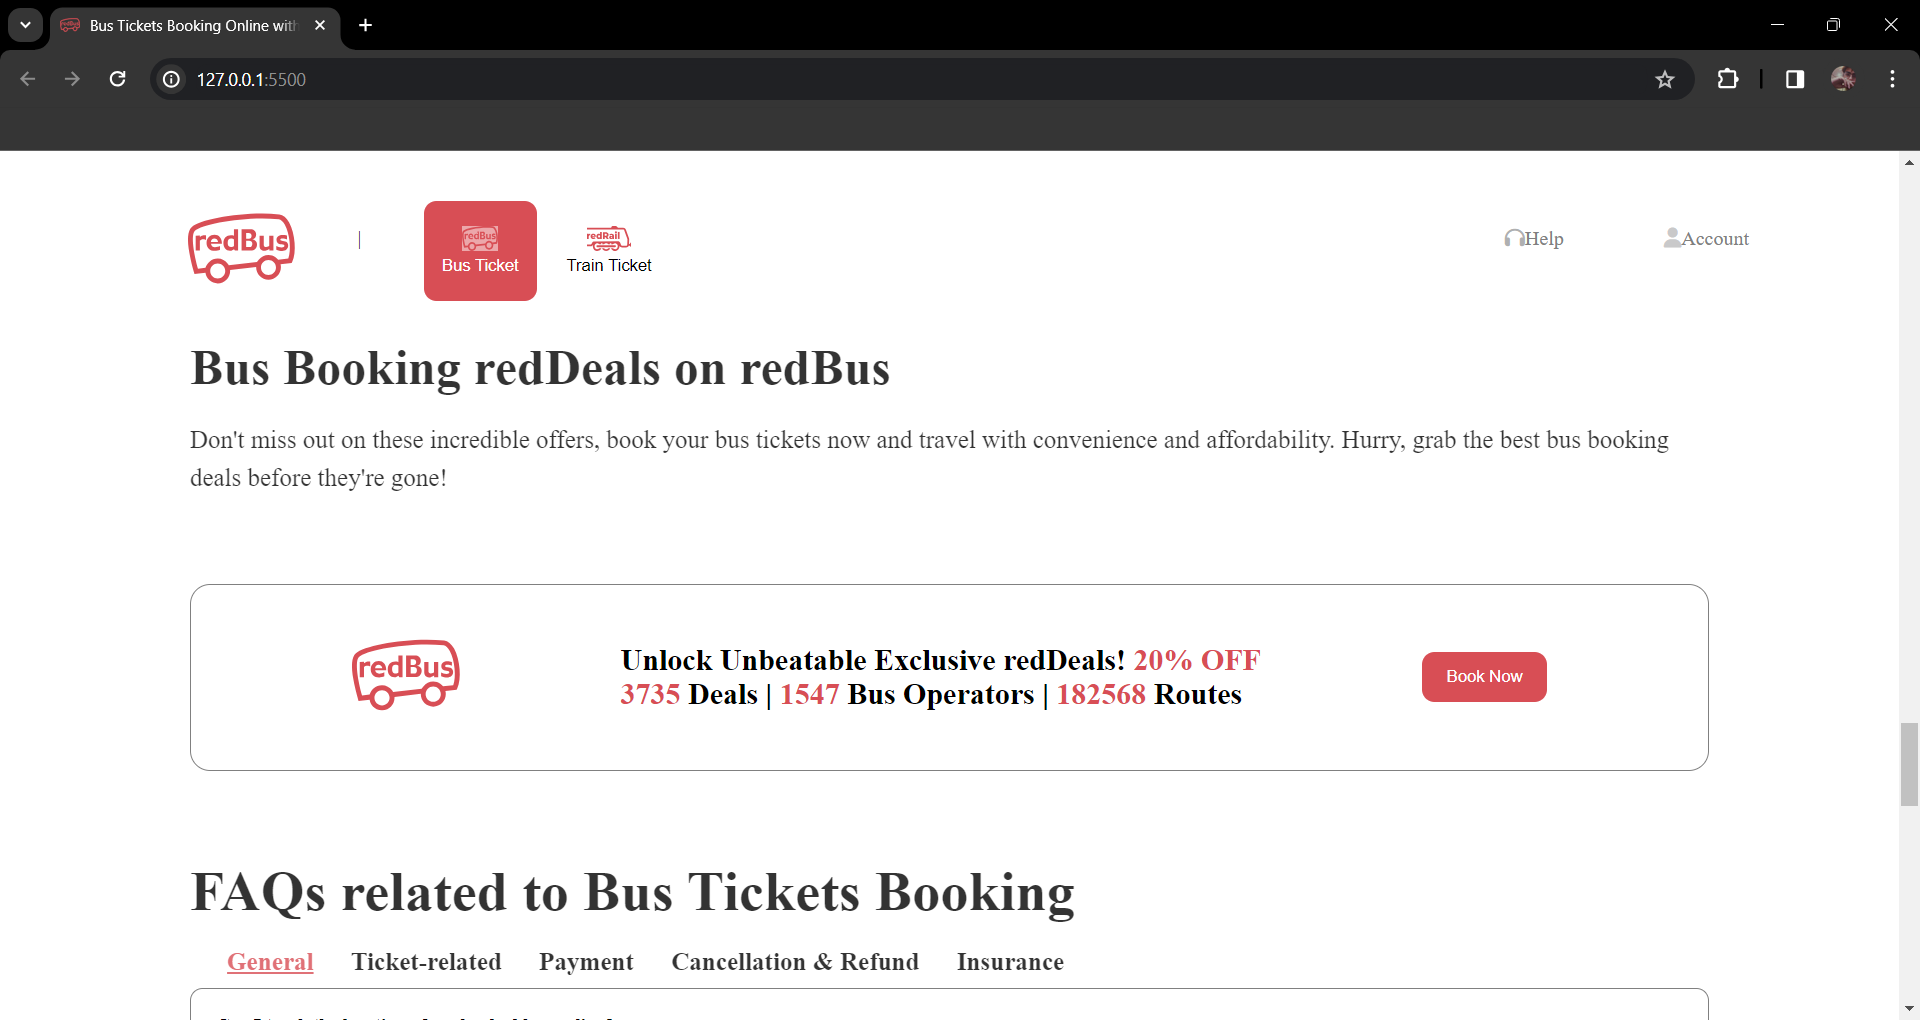 Bus Tickets Booking Online with
127.0.0.1:5500
redBus
|
redBus
Bus Ticket
redRail
Train Ticket
Help
Account
Bus Booking redDeals on redBus
Don't miss out on these incredible offers, book your bus tickets now and travel with convenience and affordability. Hurry, grab the best bus booking
deals before they're gone!
redBus
Unlock Unbeatable Exclusive redDeals! 20% OFF
3735 Deals | 1547 Bus Operators | 182568 Routes
Book Now
FAQs related to Bus Tickets Booking
General Ticket-related Payment Cancellation & Refund Insurance